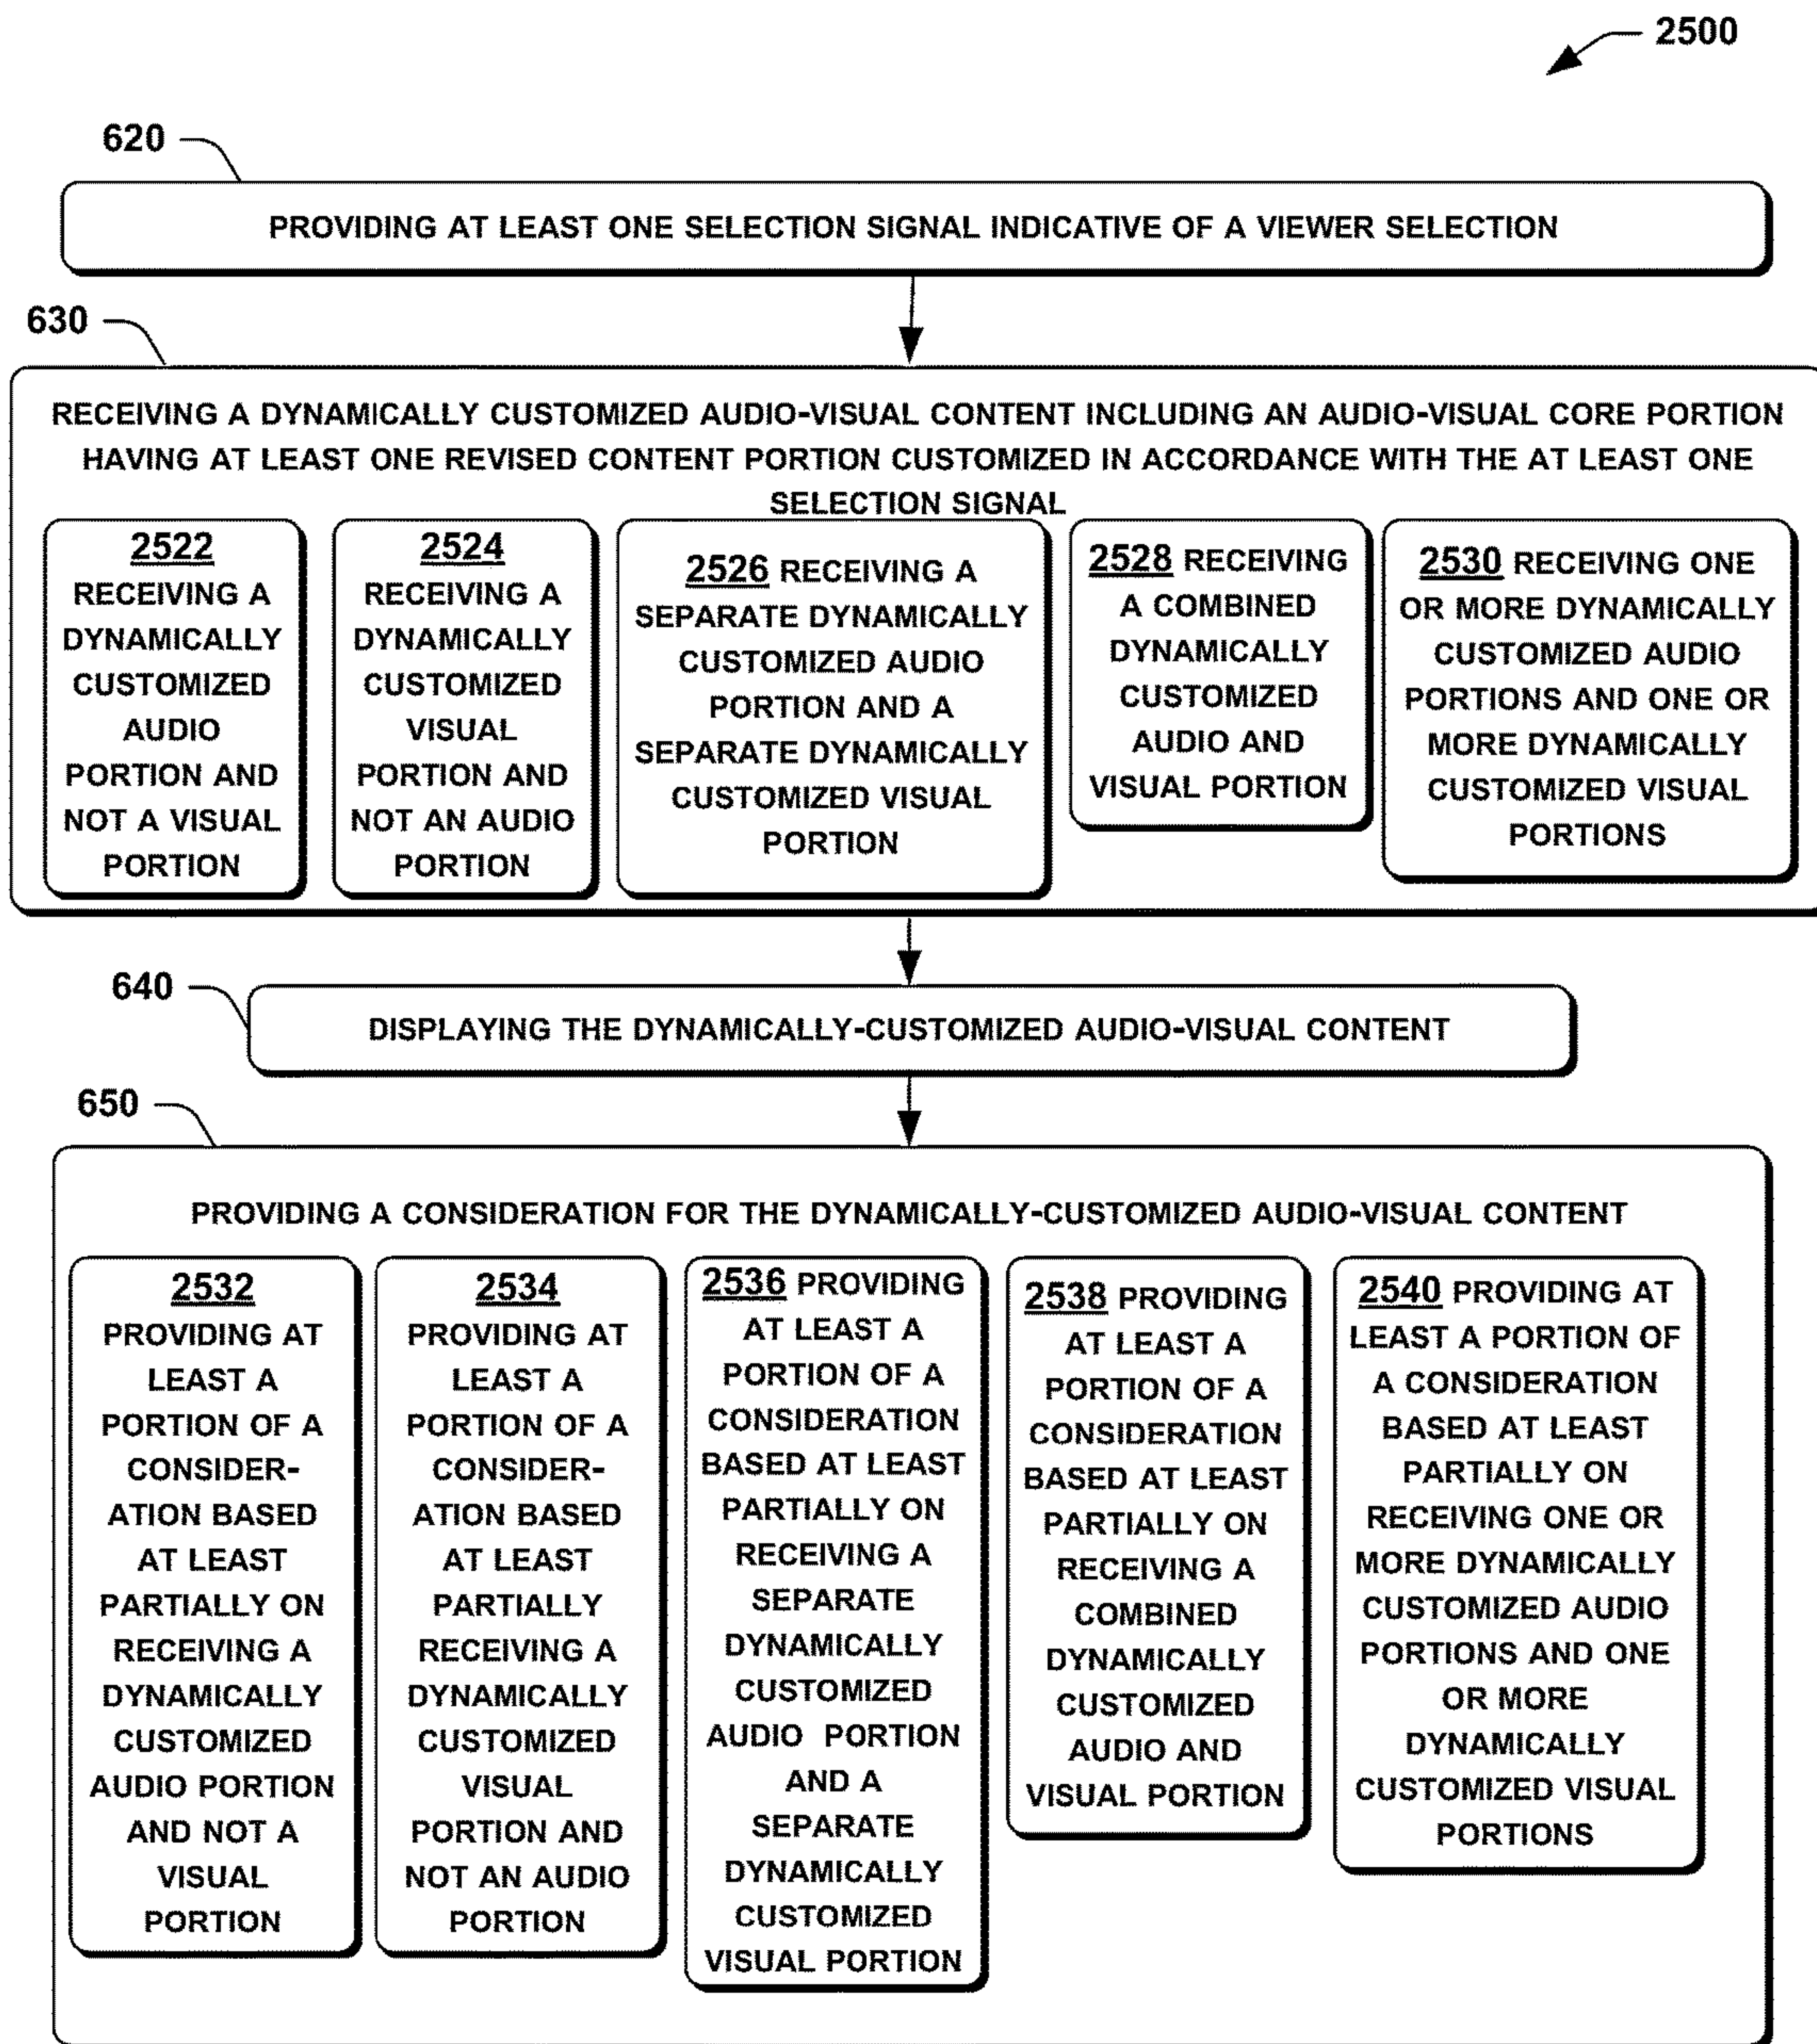 2500
620
PROVIDING AT LEAST ONE SELECTION SIGNAL INDICATIVE OF A VIEWER SELECTION
630
RECEIVING A DYNAMICALLY CUSTOMIZED AUDIO-VISUAL CONTENT INCLUDING AN AUDIO-VISUAL CORE PORTION
HAVING AT LEAST ONE REVISED CONTENT PORTION CUSTOMIZED IN ACCORDANCE WITH THE AT LEAST ONE
SELECTION SIGNAL
2522
RECEIVING A
DYNAMICALLY
CUSTOMIZED
AUDIO
PORTION AND
NOT A VISUAL
PORTION
2524
RECEIVING A
DYNAMICALLY
CUSTOMIZED
VISUAL
PORTION AND
NOT AN AUDIO
PORTION
2526 RECEIVING A
SEPARATE DYNAMICALLY
CUSTOMIZED AUDIO
PORTION AND A
SEPARATE DYNAMICALLY
CUSTOMIZED VISUAL
PORTION
2528 RECEIVING
A COMBINED
DYNAMICALLY
CUSTOMIZED
AUDIO AND
VISUAL PORTION
2530 RECEIVING ONE
OR MORE DYNAMICALLY
CUSTOMIZED AUDIO
PORTIONS AND ONE OR
MORE DYNAMICALLY
CUSTOMIZED VISUAL
PORTIONS
640
DISPLAYING THE DYNAMICALLY-CUSTOMIZED AUDIO-VISUAL CONTENT
650
PROVIDING A CONSIDERATION FOR THE DYNAMICALLY-CUSTOMIZED AUDIO-VISUAL CONTENT
2532
PROVIDING AT
LEAST A
PORTION OF A
CONSIDER-
ATION BASED
AT LEAST
PARTIALLY ON
RECEIVING A
DYNAMICALLY
CUSTOMIZED
AUDIO PORTION
AND NOT A
VISUAL
PORTION
2534
PROVIDING AT
LEAST A
PORTION OF A
CONSIDER-
ATION BASED
AT LEAST
PARTIALLY
RECEIVING A
DYNAMICALLY
CUSTOMIZED
VISUAL
PORTION AND
NOT AN AUDIO
PORTION
2536 PROVIDING
AT LEAST A
PORTION OF A
CONSIDERATION
BASED AT LEAST
PARTIALLY ON
RECEIVING A
SEPARATE
DYNAMICALLY
CUSTOMIZED
AUDIO PORTION
AND A
SEPARATE
DYNAMICALLY
CUSTOMIZED
VISUAL PORTION
2538 PROVIDING
AT LEAST A
PORTION OF A
CONSIDERATION
BASED AT LEAST
PARTIALLY ON
RECEIVING A
COMBINED
DYNAMICALLY
CUSTOMIZED
AUDIO AND
VISUAL PORTION
2540 PROVIDING AT
LEAST A PORTION OF
A CONSIDERATION
BASED AT LEAST
PARTIALLY ON
RECEIVING ONE OR
MORE DYNAMICALLY
CUSTOMIZED AUDIO
PORTIONS AND ONE
OR MORE
DYNAMICALLY
CUSTOMIZED VISUAL
PORTIONS